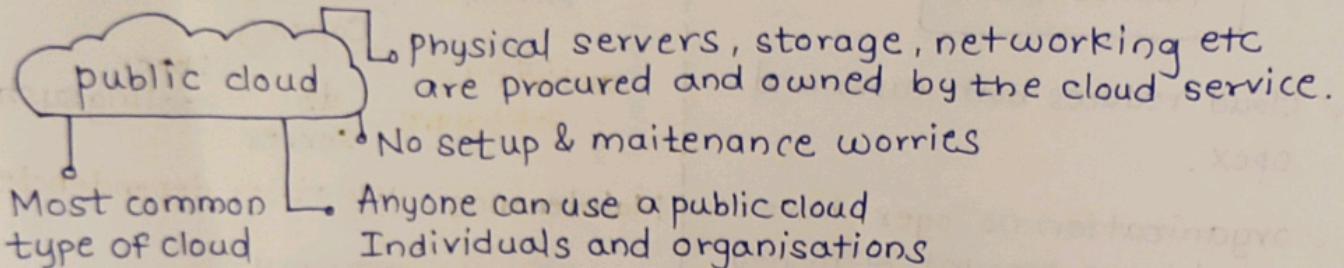 public cloud
physical servers, storage, networking etc
are procured and owned by the cloud service.
No setup & maitenance worries
Most common
type of cloud
Anyone can use a public cloud
Individuals and organisations